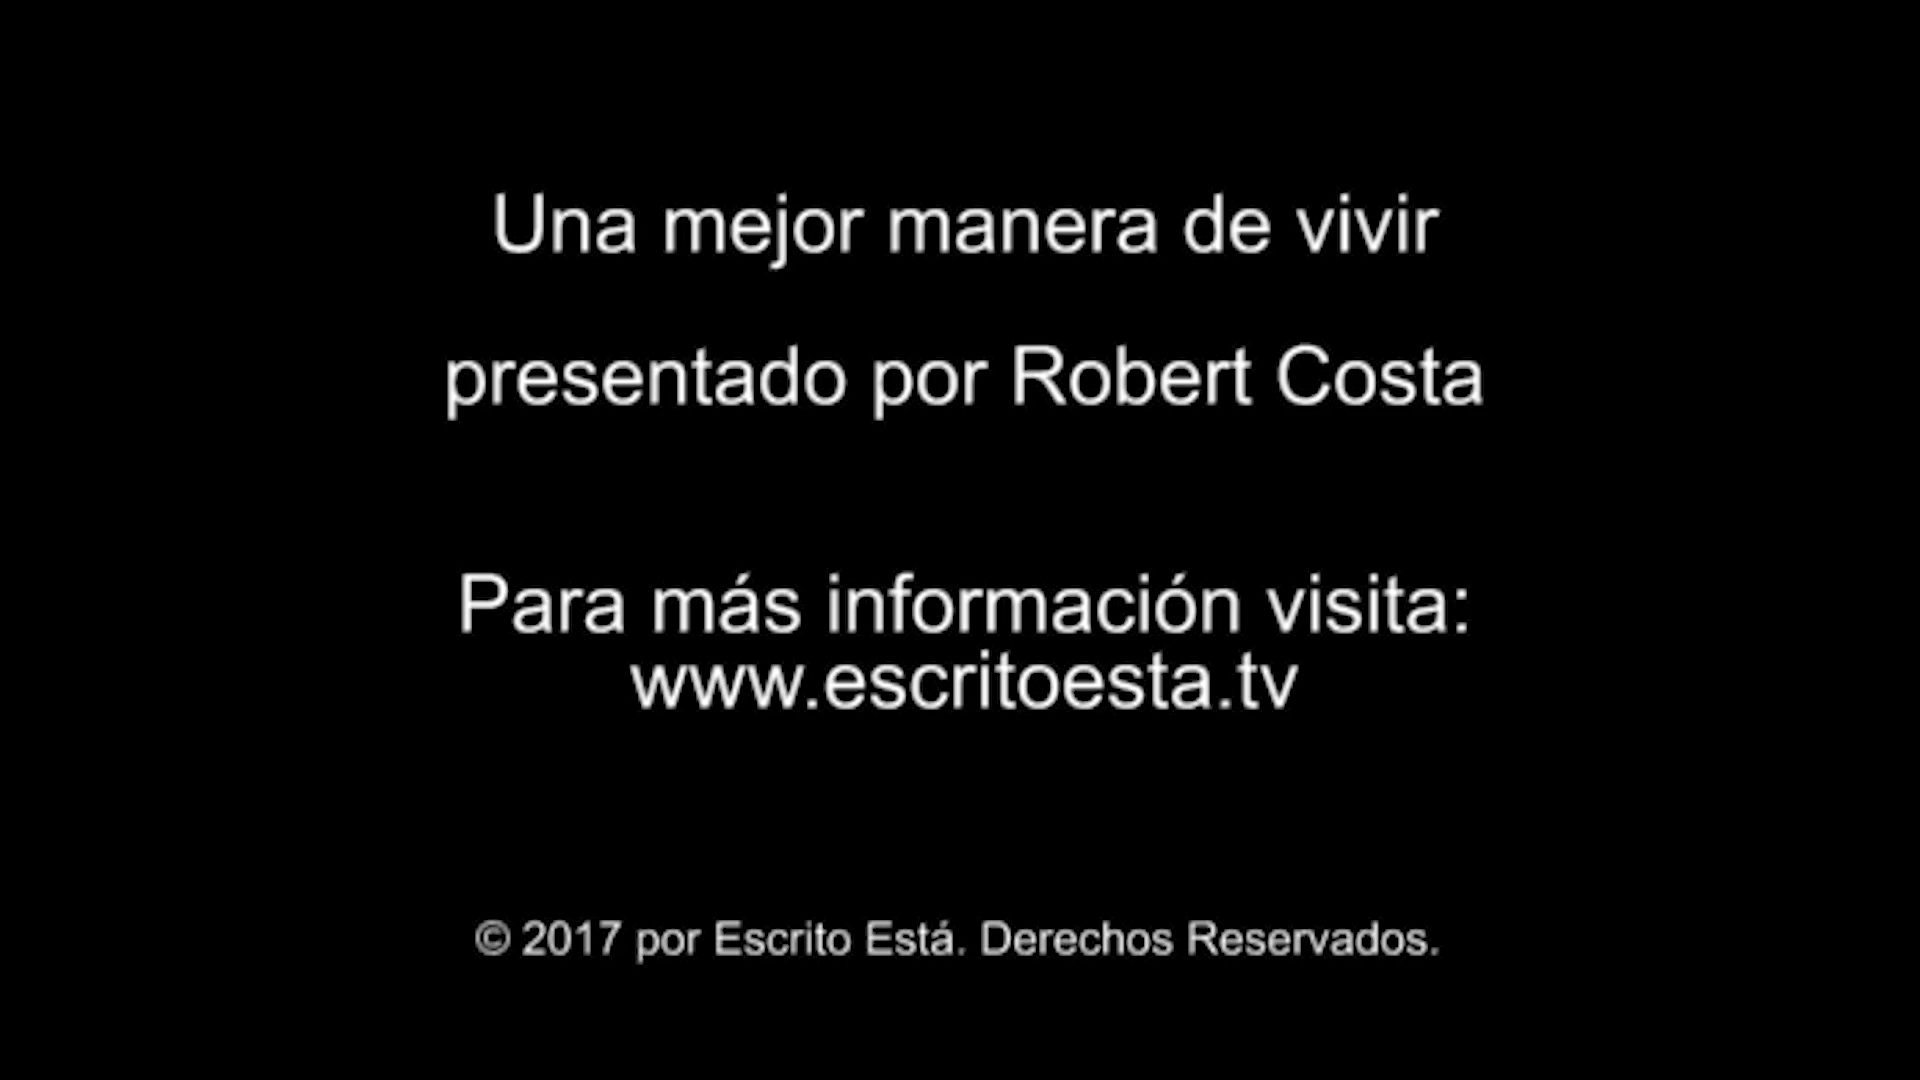 Una mejor manera de vivir
presentado por Robert Costa
Para más información visita:
www.escritoesta.tv
© 2017 por Escrito Está. Derechos Reservados.